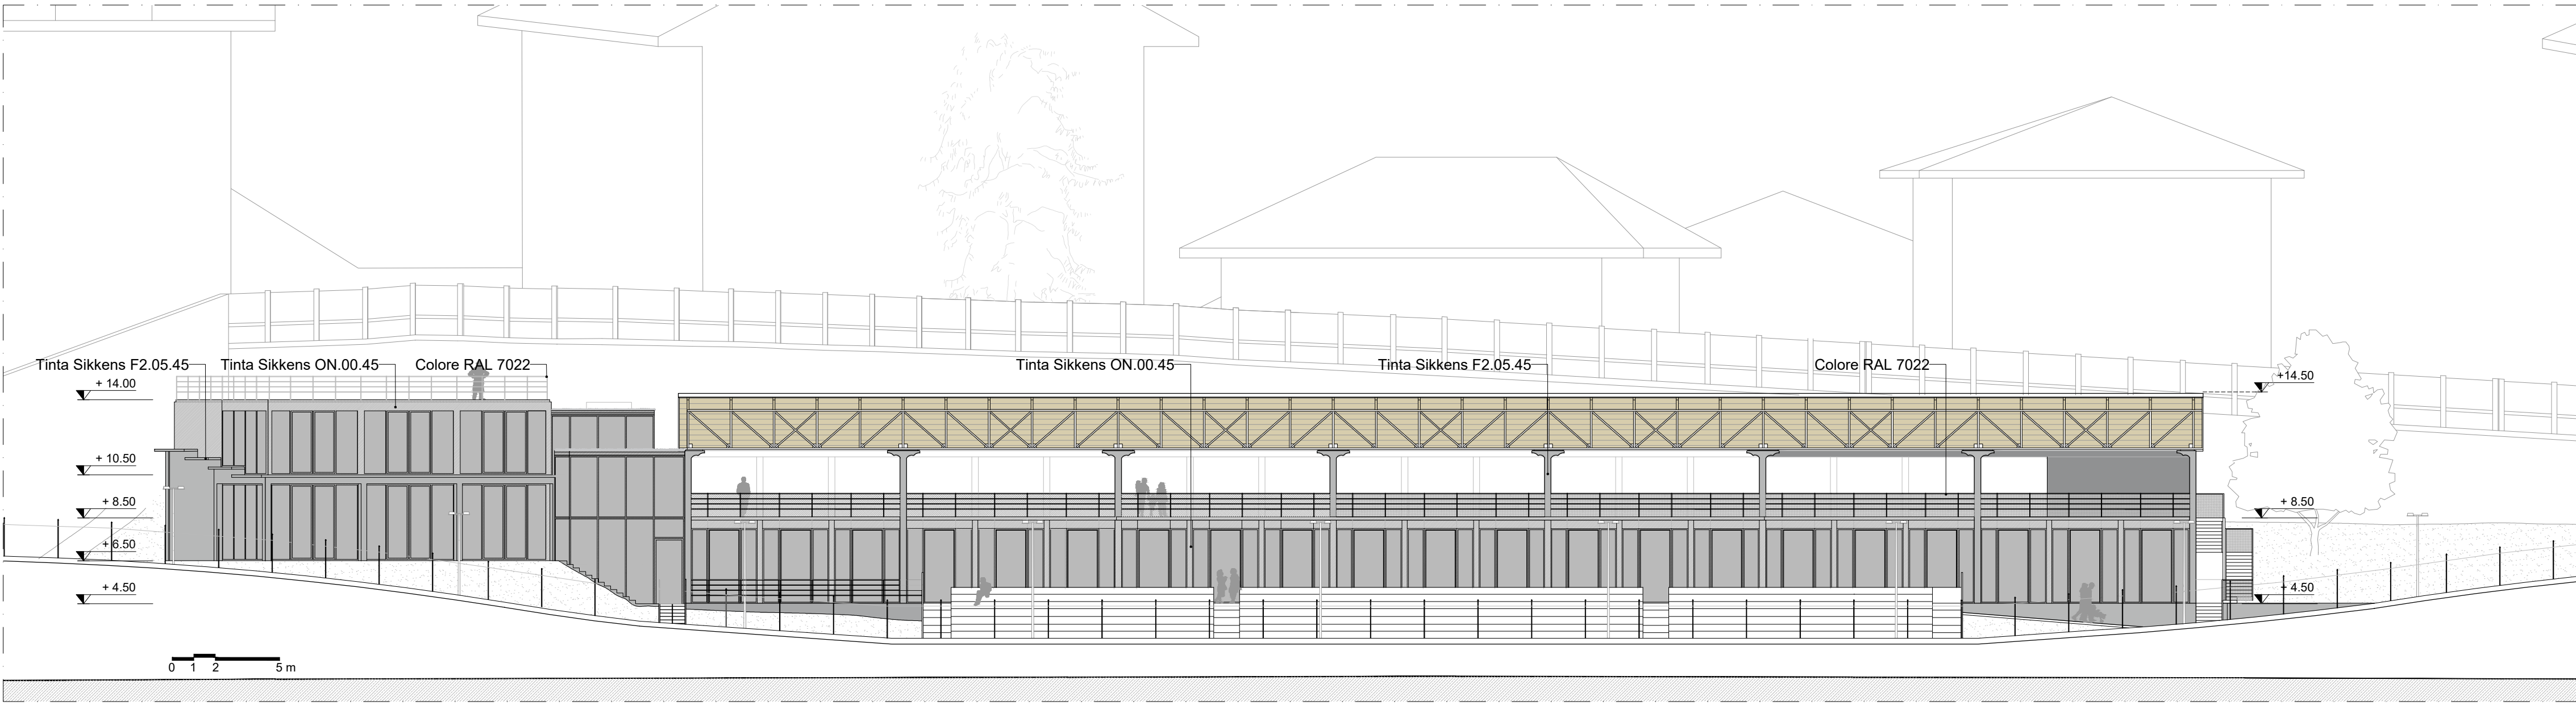 Tinta Sikkens F2.05.45
Tinta Sikkens ON.00.45
Colore RAL 7022
Tinta Sikkens ON.00.45
Tinta Sikkens F2.05.45
Colore RAL 7022
+ 14.00
+14.50
+ 10.50
+ 8.50
+ 8.50
+ 6.50
+ 4.50
+ 4.50
0 1 2 5 m